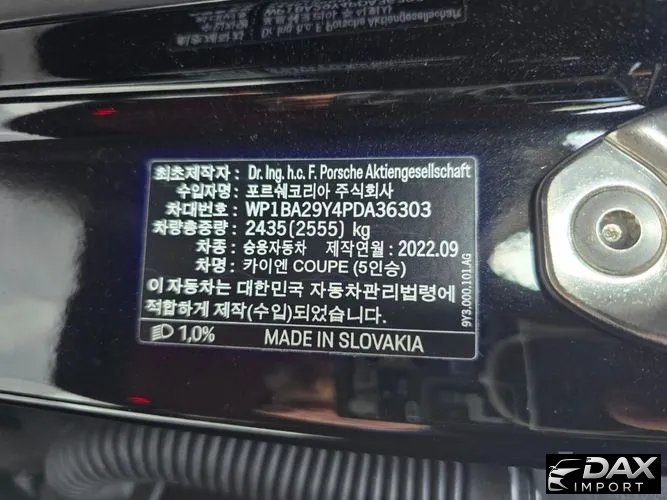 최초제작자 : Dr. Ing. h.c. F. Porsche Aktiengesellschaft
수입자명: 포르쉐코리아 주식회사
차대번호: WP1BA29Y4PDA36303
차량총중량: 2435(2555) kg
차종: 승용자동차 제작연월: 2022.09
차명: 카이엔 COUPE (5인승)
이 자동차는 대한민국 자동차관리법령에
적합하게 제작(수입)되었습니다.
1,0% MADE IN SLOVAKIA
9Y3.000.101.AG
DAX
IMPORT